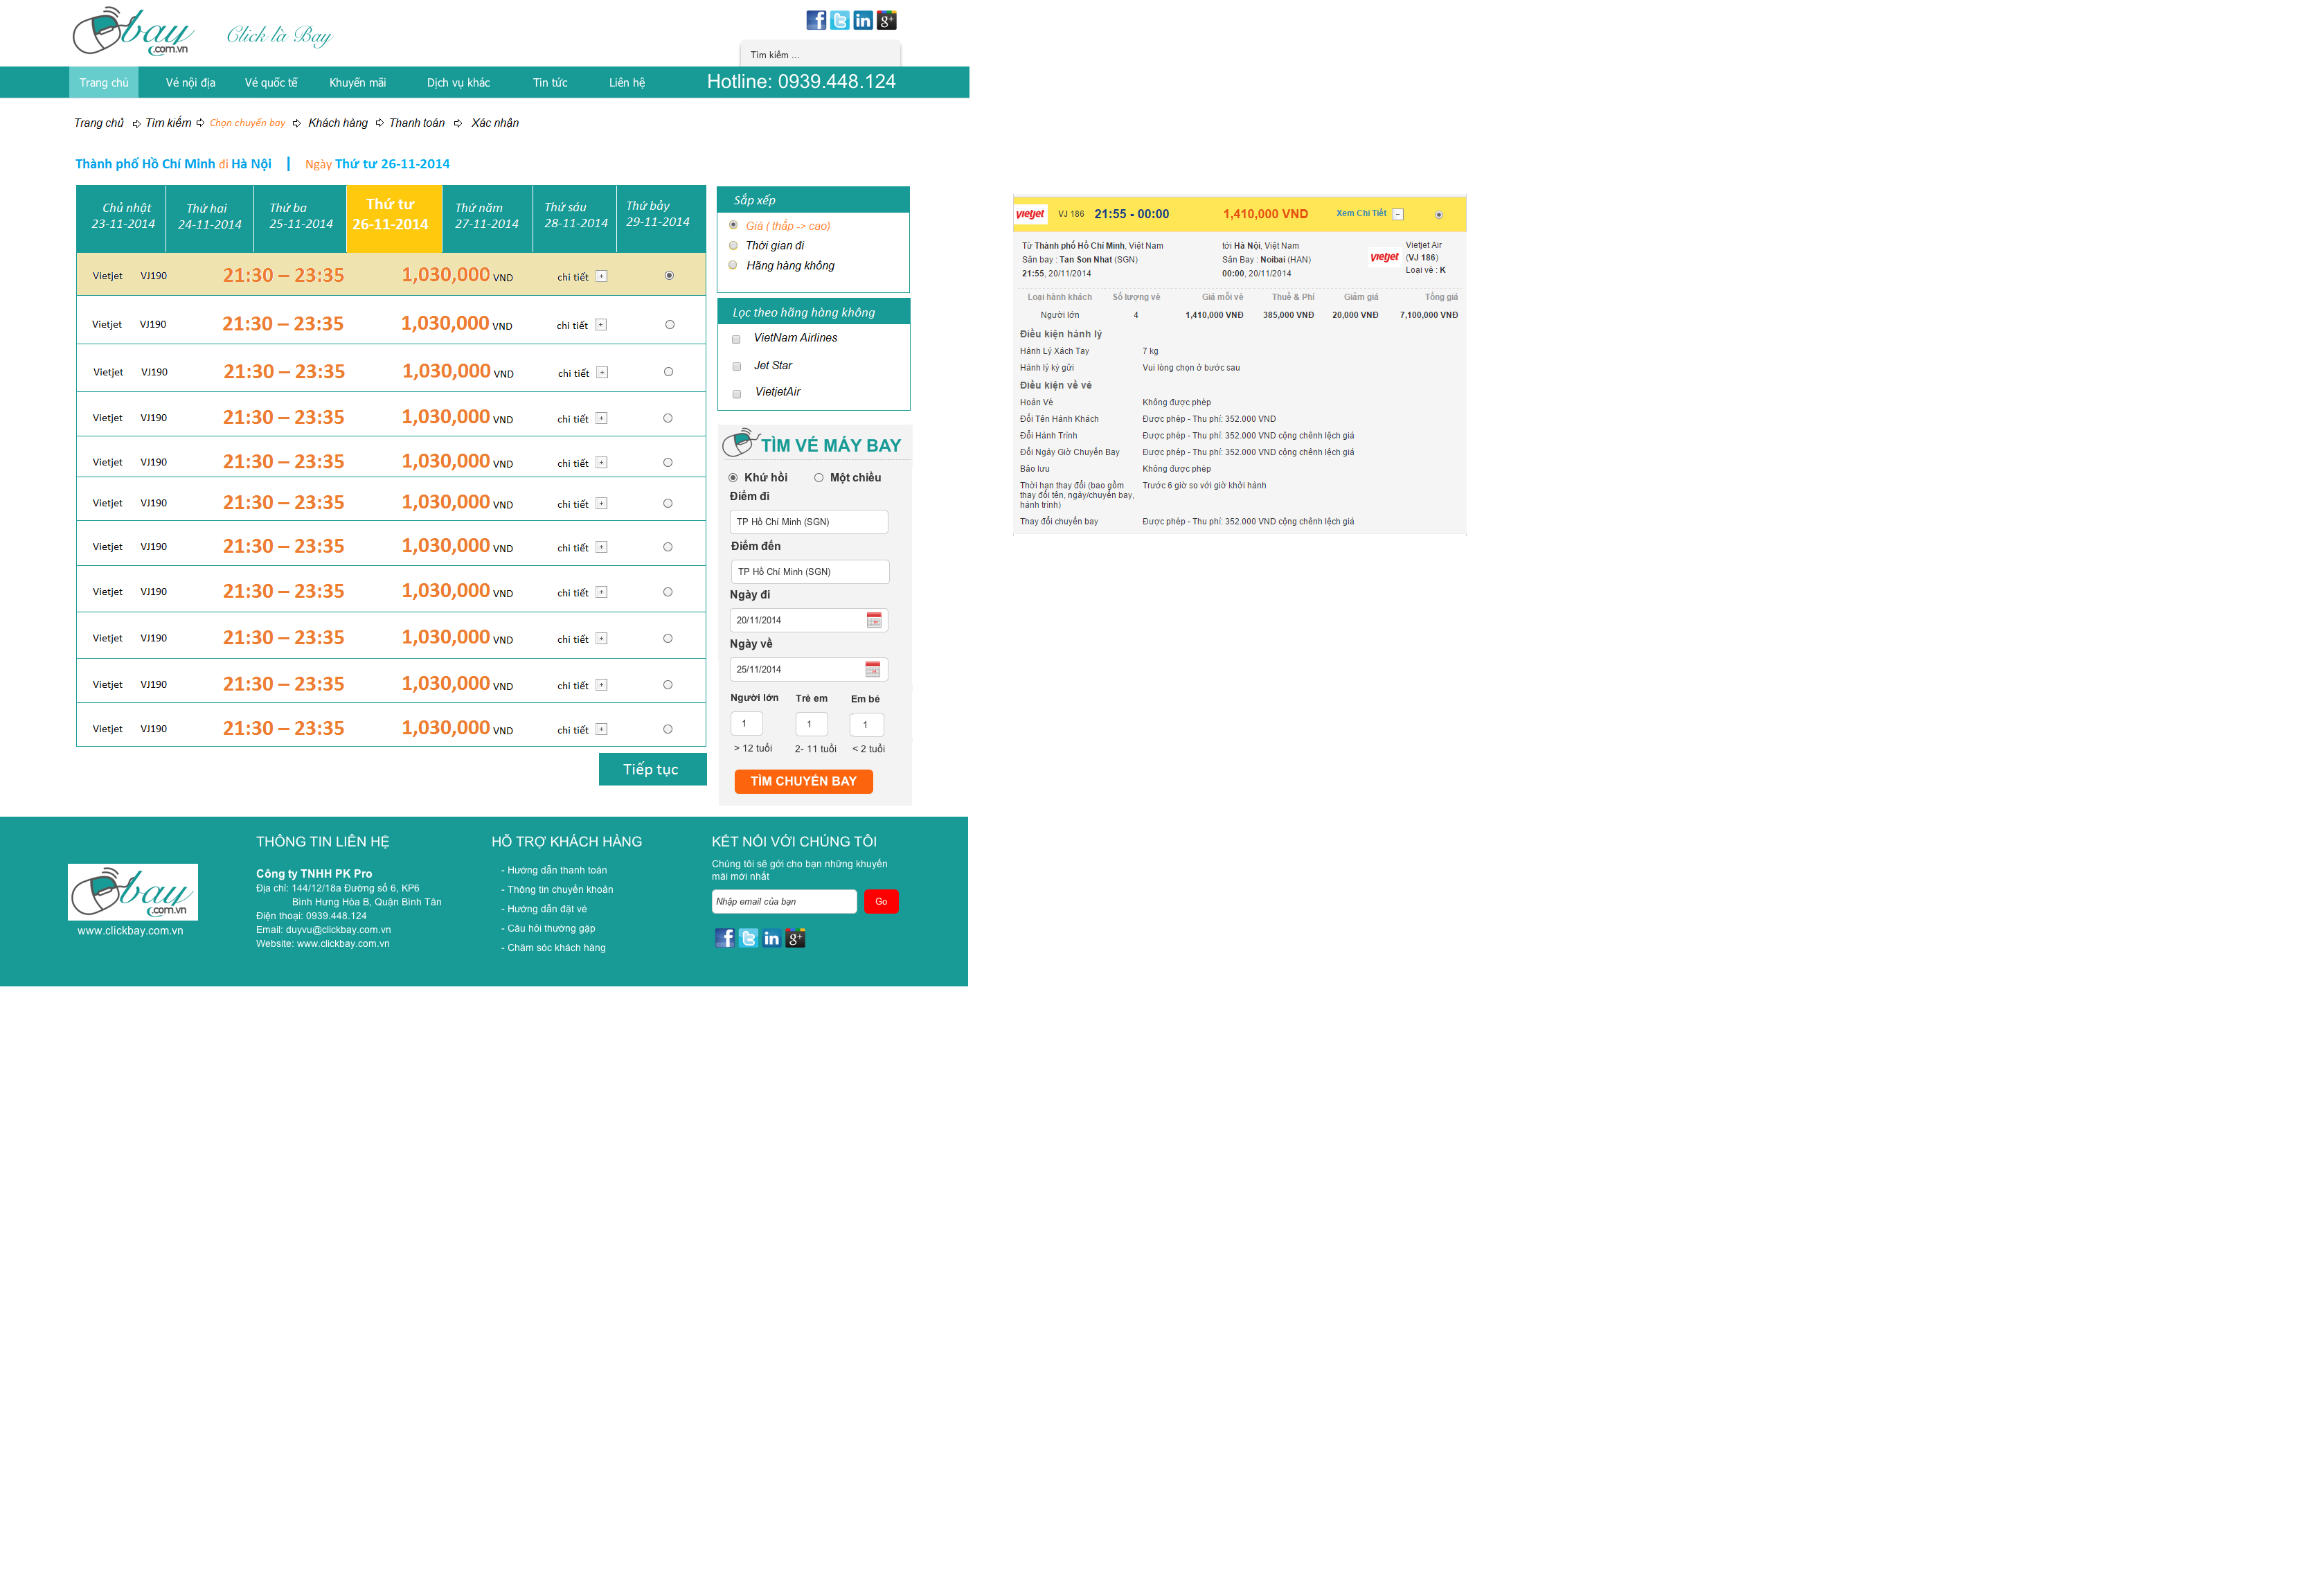 bay
.com.vn
Click là Bay
Tìm kiếm ...
Trang chủ Vé nội địa Vé quốc tế Khuyến mãi Dịch vụ khác Tin tức Liên hệ Hotline: 0939.448.124
Trang chủ Tìm kiếm Chọn chuyến bay Khách hàng Thanh toán Xác nhận
Thành phố Hồ Chí Minh đi Hà Nội | Ngày Thứ tư 26-11-2014
Chủ nhật Thứ hai Thứ ba Thứ tư Thứ năm Thứ sáu Thứ bảy
23-11-2014 24-11-2014 25-11-2014 26-11-2014 27-11-2014 28-11-2014 29-11-2014
Vietjet VJ190 21:30 – 23:35 1,030,000 VND chi tiết +
Vietjet VJ190 21:30 – 23:35 1,030,000 VND chi tiết +
Vietjet VJ190 21:30 – 23:35 1,030,000 VND chi tiết +
Vietjet VJ190 21:30 – 23:35 1,030,000 VND chi tiết +
Vietjet VJ190 21:30 – 23:35 1,030,000 VND chi tiết +
Vietjet VJ190 21:30 – 23:35 1,030,000 VND chi tiết +
Vietjet VJ190 21:30 – 23:35 1,030,000 VND chi tiết +
Vietjet VJ190 21:30 – 23:35 1,030,000 VND chi tiết +
Vietjet VJ190 21:30 – 23:35 1,030,000 VND chi tiết +
Vietjet VJ190 21:30 – 23:35 1,030,000 VND chi tiết +
Vietjet VJ190 21:30 – 23:35 1,030,000 VND chi tiết +
Tiếp tục
Sắp xếp
Giá ( thấp -> cao)
Thời gian đi
Hãng hàng không
Lọc theo hãng hàng không
VietNam Airlines
Jet Star
VietjetAir
TÌM VÉ MÁY BAY
Khứ hồi Một chiều
Điểm đi
TP Hồ Chí Minh (SGN)
Điểm đến
TP Hồ Chí Minh (SGN)
Ngày đi
20/11/2014
Ngày về
25/11/2014
Người lớn Trẻ em Em bé
1 1 1
> 12 tuổi 2- 11 tuổi < 2 tuổi
TÌM CHUYẾN BAY
vietjet VJ 186 21:55 - 00:00 1,410,000 VND Xem Chi Tiết −
Từ Thành phố Hồ Chí Minh, Việt Nam tới Hà Nội, Việt Nam vietjet Vietjet Air
Sân bay : Tan Son Nhat (SGN) Sân Bay : Noibai (HAN) (VJ 186)
21:55, 20/11/2014 00:00, 20/11/2014 Loại vé : K
Loại hành khách Số lượng vé Giá mỗi vé Thuế & Phí Giảm giá Tổng giá
Người lớn 4 1,410,000 VNĐ 385,000 VNĐ 20,000 VNĐ 7,100,000 VNĐ
Điều kiện hành lý
Hành Lý Xách Tay 7 kg
Hành lý ký gửi Vui lòng chọn ở bước sau
Điều kiện về vé
Hoàn Vé Không được phép
Đổi Tên Hành Khách Được phép - Thu phí: 352.000 VND
Đổi Hành Trình Được phép - Thu phí: 352.000 VND cộng chênh lệch giá
Đổi Ngày Giờ Chuyến Bay Được phép - Thu phí: 352.000 VND cộng chênh lệch giá
Bảo lưu Không được phép
Thời hạn thay đổi (bao gồm Trước 6 giờ so với giờ khởi hành
thay đổi tên, ngày/chuyến bay,
hành trình)
Thay đổi chuyến bay Được phép - Thu phí: 352.000 VND cộng chênh lệch giá
bay
.com.vn
www.clickbay.com.vn
THÔNG TIN LIÊN HỆ
Công ty TNHH PK Pro
Địa chỉ: 144/12/18a Đường số 6, KP6
Bình Hưng Hòa B, Quận Bình Tân
Điện thoại: 0939.448.124
Email: duyvu@clickbay.com.vn
Website: www.clickbay.com.vn
HỖ TRỢ KHÁCH HÀNG
- Hướng dẫn thanh toán
- Thông tin chuyển khoản
- Hướng dẫn đặt vé
- Câu hỏi thường gặp
- Chăm sóc khách hàng
KẾT NỐI VỚI CHÚNG TÔI
Chúng tôi sẽ gởi cho bạn những khuyến
mãi mới nhất
Nhập email của bạn Go